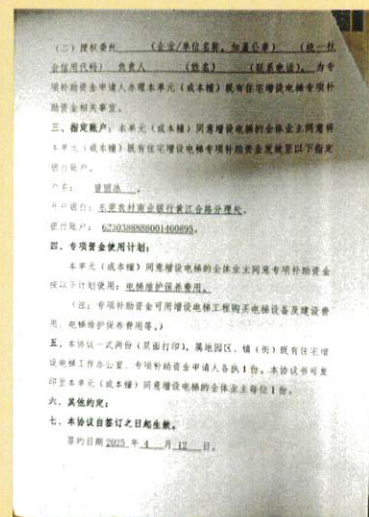 （二）授权委托 （企业/单位名称，加盖公章） （统一社
会信用代码） 负责人 （姓名） （联系电话），为专
项补助资金申请人办理本单元（或本幢）既有住宅增设电梯专项补
助资金相关事宜。
三、指定账户：本单元（或本幢）同意增设电梯的全体业主同意将
本单元（或本幢）既有住宅增设电梯专项补助资金发放至以下指定
银行账户。
户名：
开户银行：东莞农村商业银行黄江合路分理处。
银行账户：6230388888001460895。
四、专项资金使用计划：
本单元（或本幢）同意增设电梯的全体业主同意专项补助资金
按以下计划使用：电梯维护保养费用。
（注：专项补助资金可用增设电梯工程购买电梯设备及建设费
用、电梯维护保养费用等。）
五、本协议一式两份（双面打印），属地园区、镇（街）既有住宅增
设电梯工作办公室、专项补助资金申请人各执1份。本协议书可复
印至本单元（或本幢）同意增设电梯的全体业主每位1份。
六、其他约定：
七、本协议自签订之日起生效。
签约日期 2025 年 4 月 12 日。